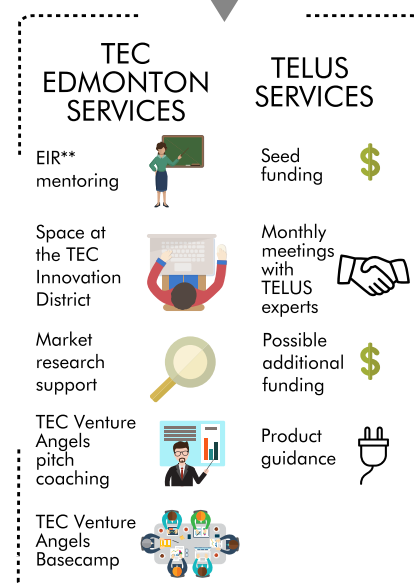 TEC
EDMONTON
SERVICES
EIR**
mentoring
Space at
the TEC
Innovation
District
Market
research
support
TEC Venture
Angels
pitch
coaching
TEC Venture
Angels
Basecamp
TELUS
SERVICES
Seed
funding
$
Monthly
meetings
with
TELUS
experts
Possible
additional
funding
$
Product
guidance